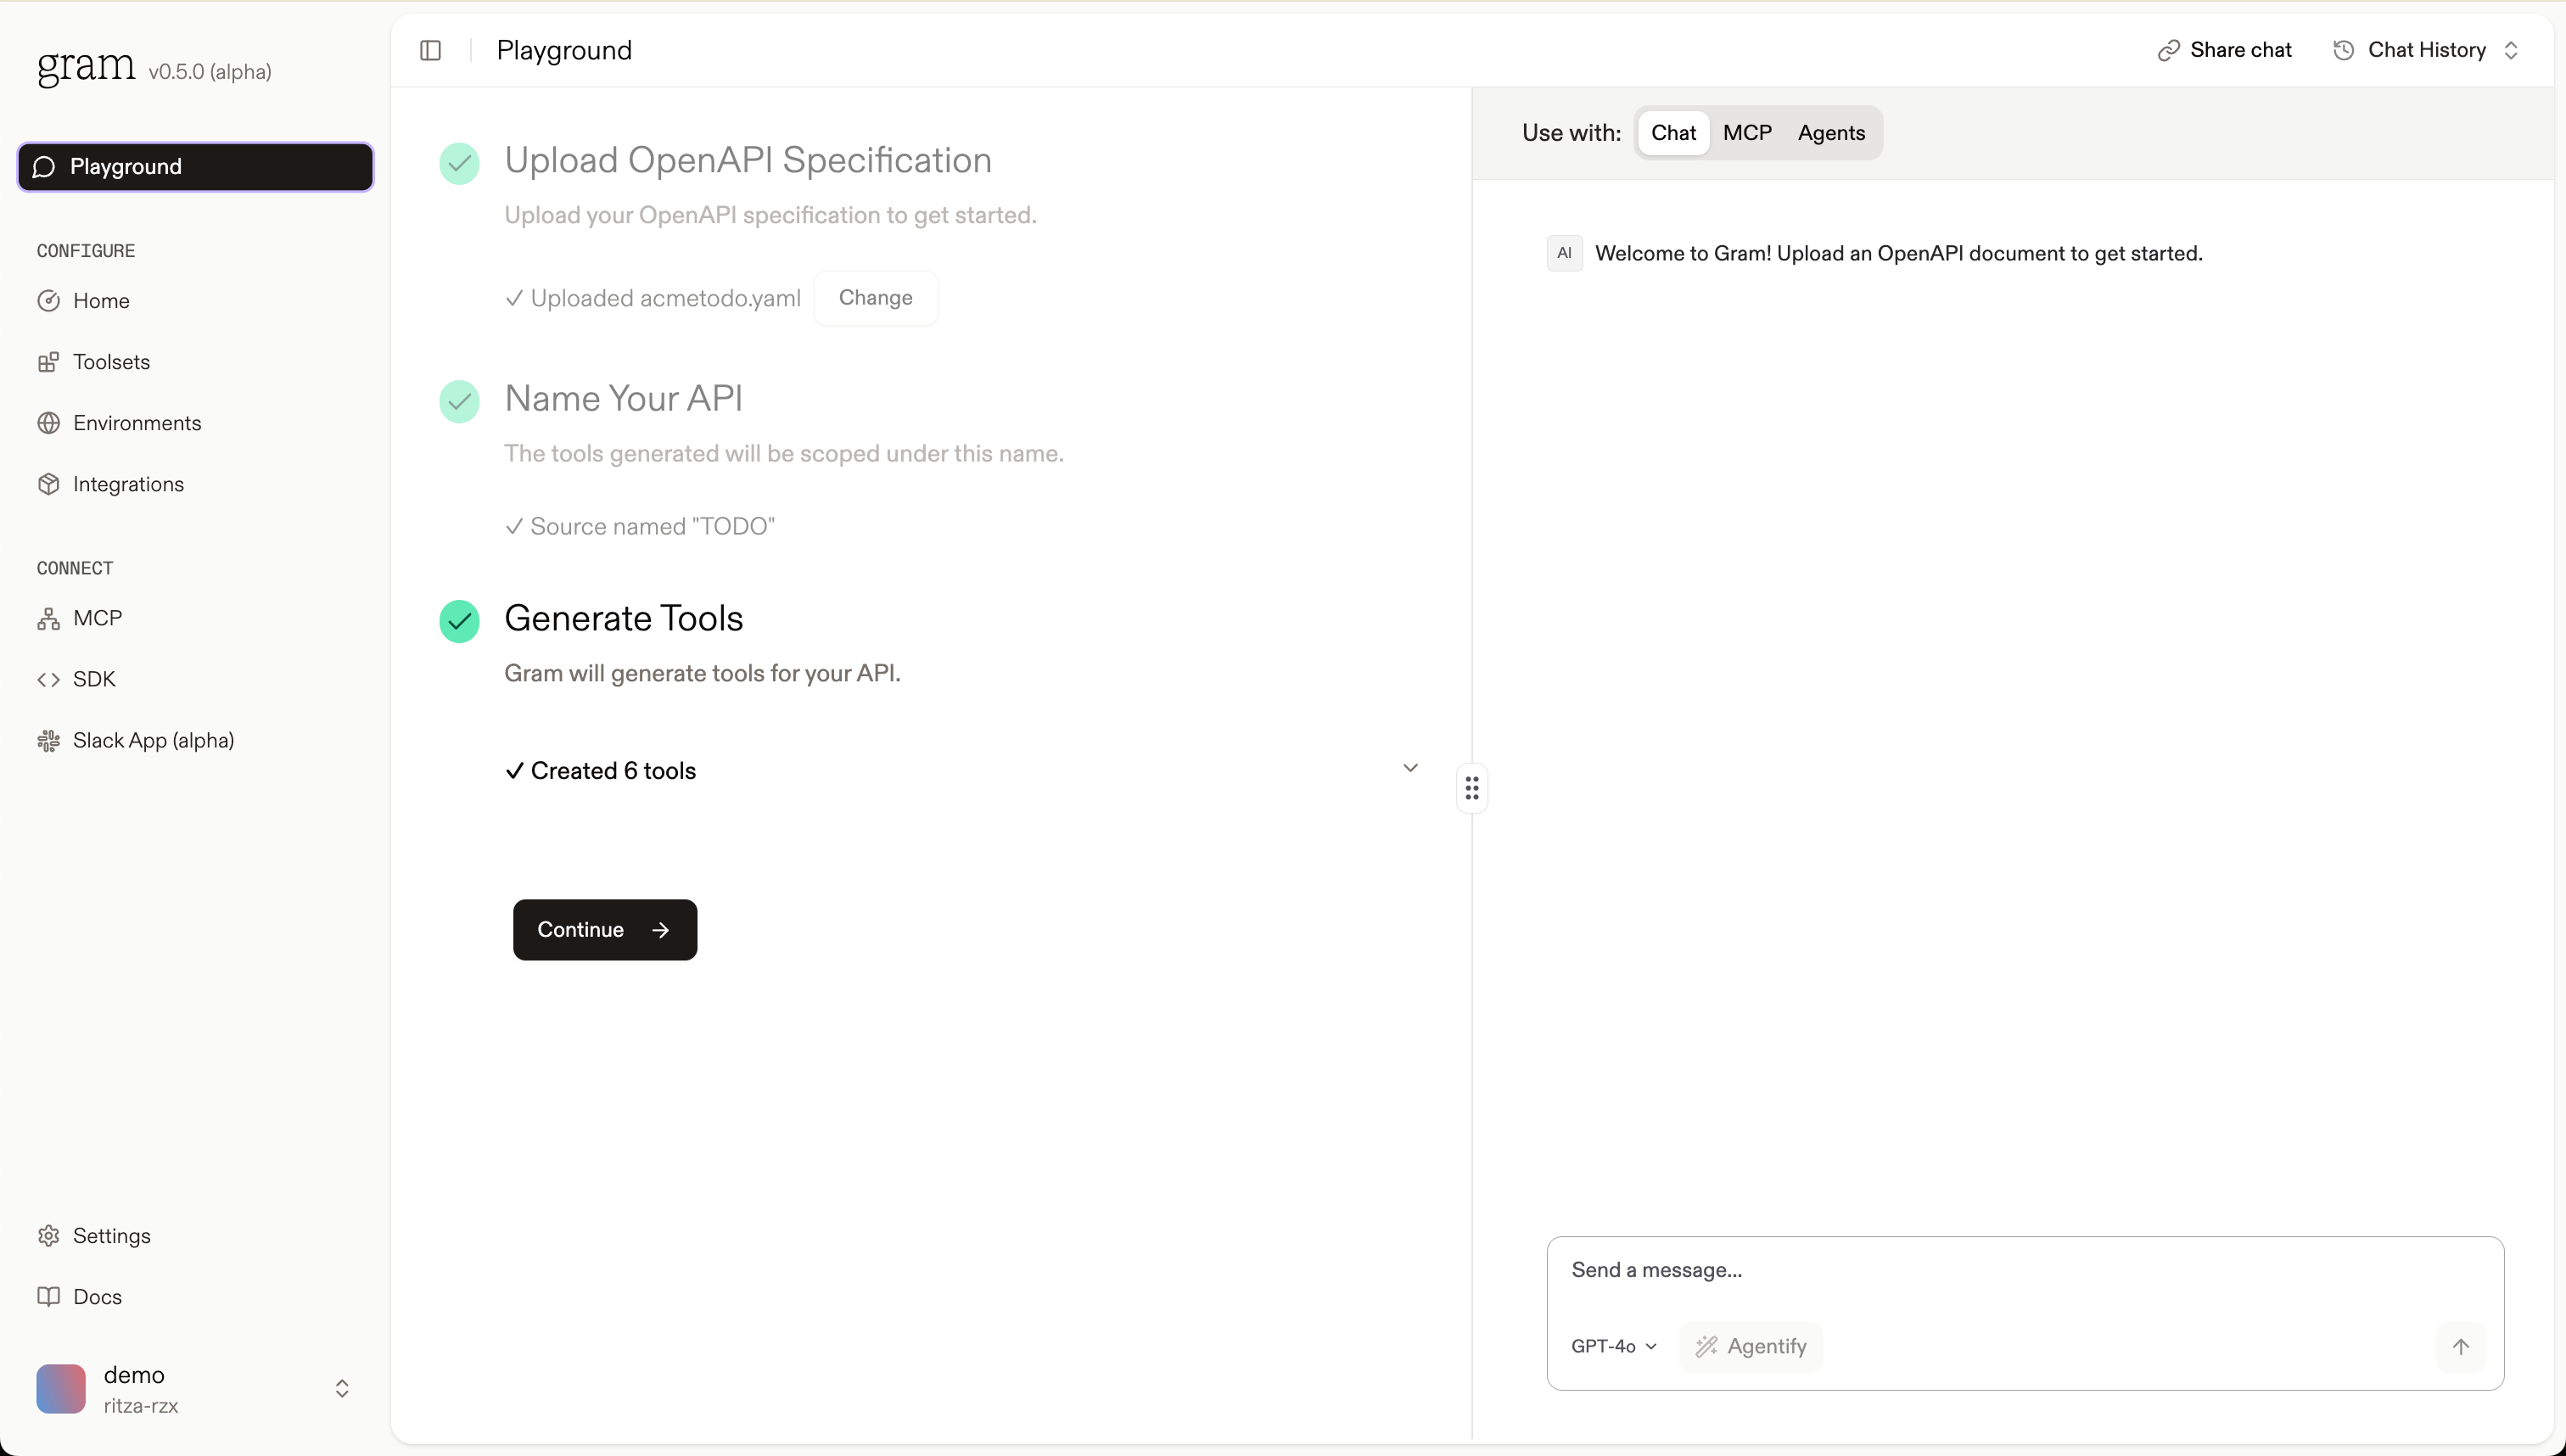 gram v0.5.0 (alpha)
Playground
CONFIGURE
Home
Toolsets
Environments
Integrations
CONNECT
MCP
SDK
Slack App (alpha)
Settings
Docs
demo
ritza-rzx
Playground
Share chat
Chat History
Upload OpenAPI Specification
Upload your OpenAPI specification to get started.
✓ Uploaded acmetodo.yaml
Change
Name Your API
The tools generated will be scoped under this name.
✓ Source named "TODO"
Generate Tools
Gram will generate tools for your API.
✓ Created 6 tools
Continue →
Use with: Chat MCP Agents
AI Welcome to Gram! Upload an OpenAPI document to get started.
Send a message...
GPT-4o Agentify